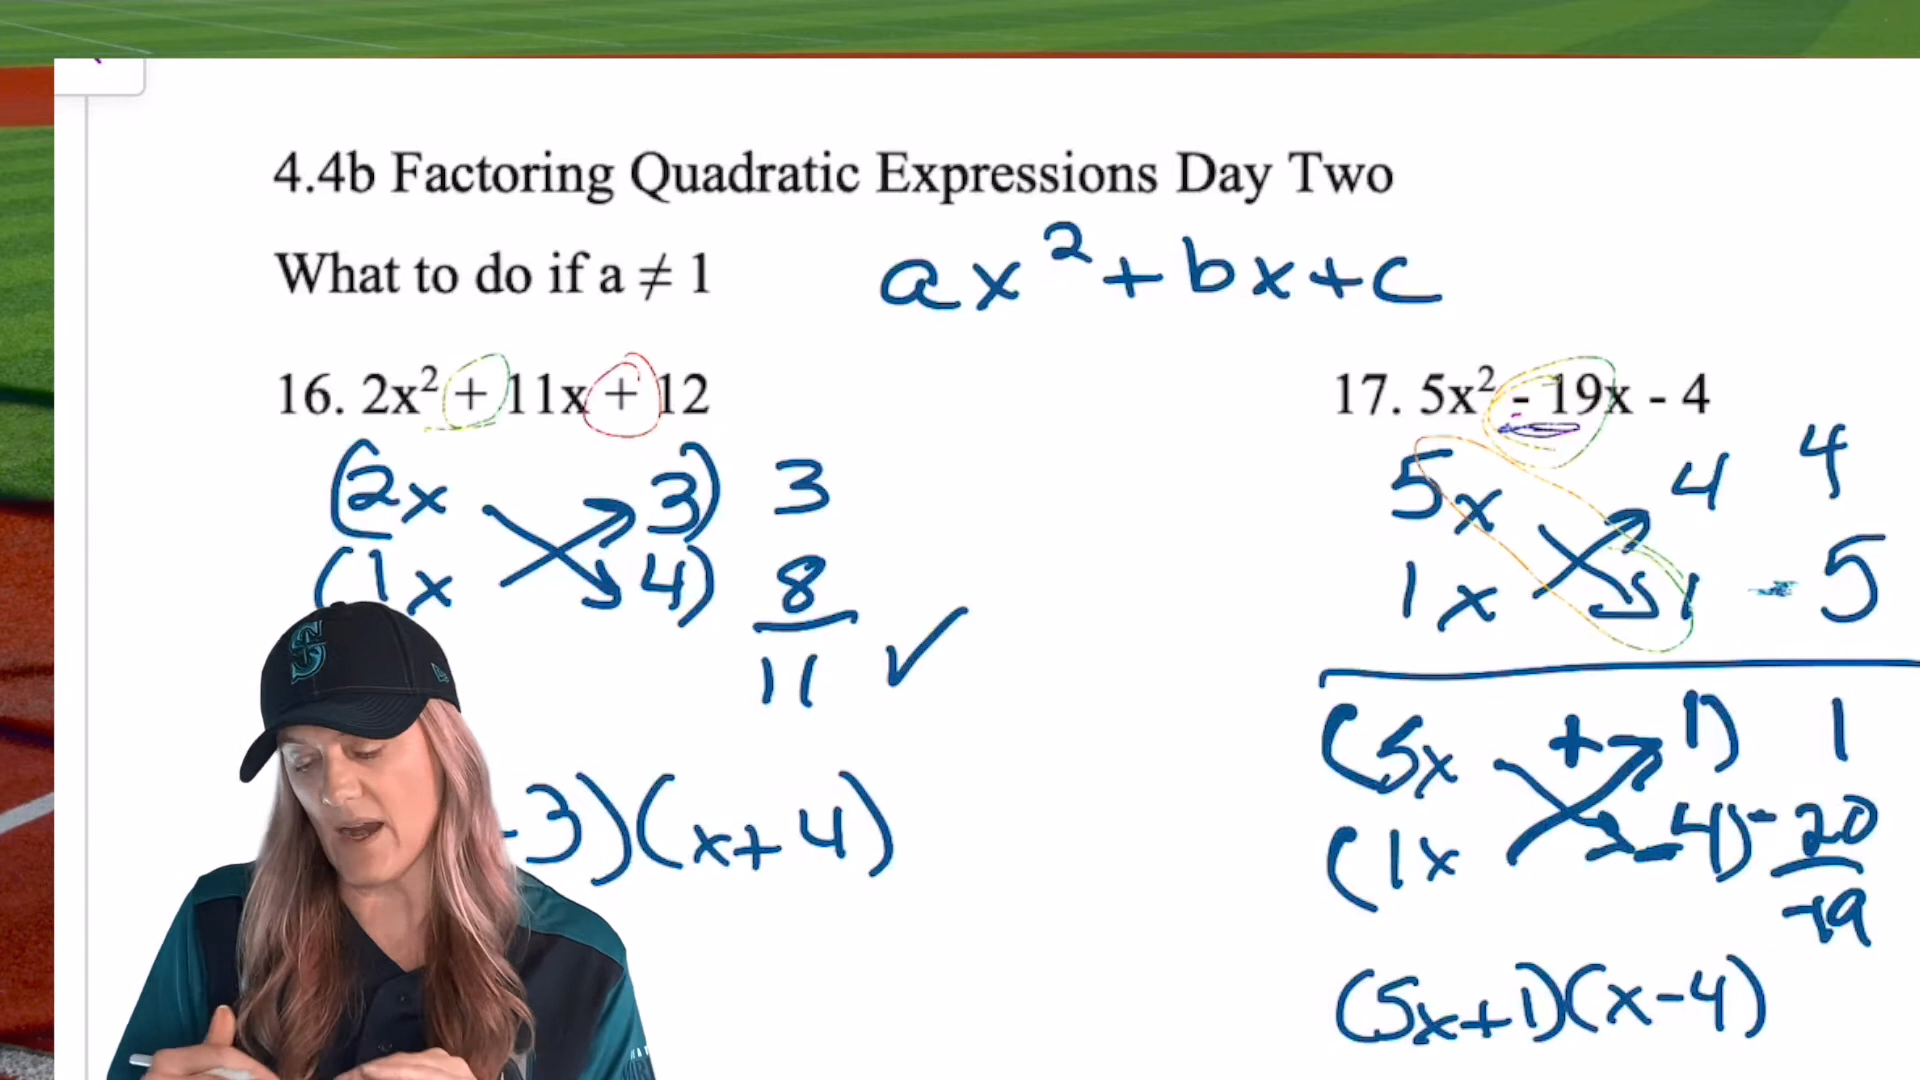 4.4b Factoring Quadratic Expressions Day Two
What to do if a ≠ 1 ax² + bx + c
16. 2x² + 11x + 12
(2x 3) 3
(1x 4) 8
11 ✓
3)(x+4)
17. 5x² - 19x - 4
5x 4 4
1x 1 - 5
(5x + 1) 1
(1x - 4) - 20
-19
(5x+1)(x-4)
S